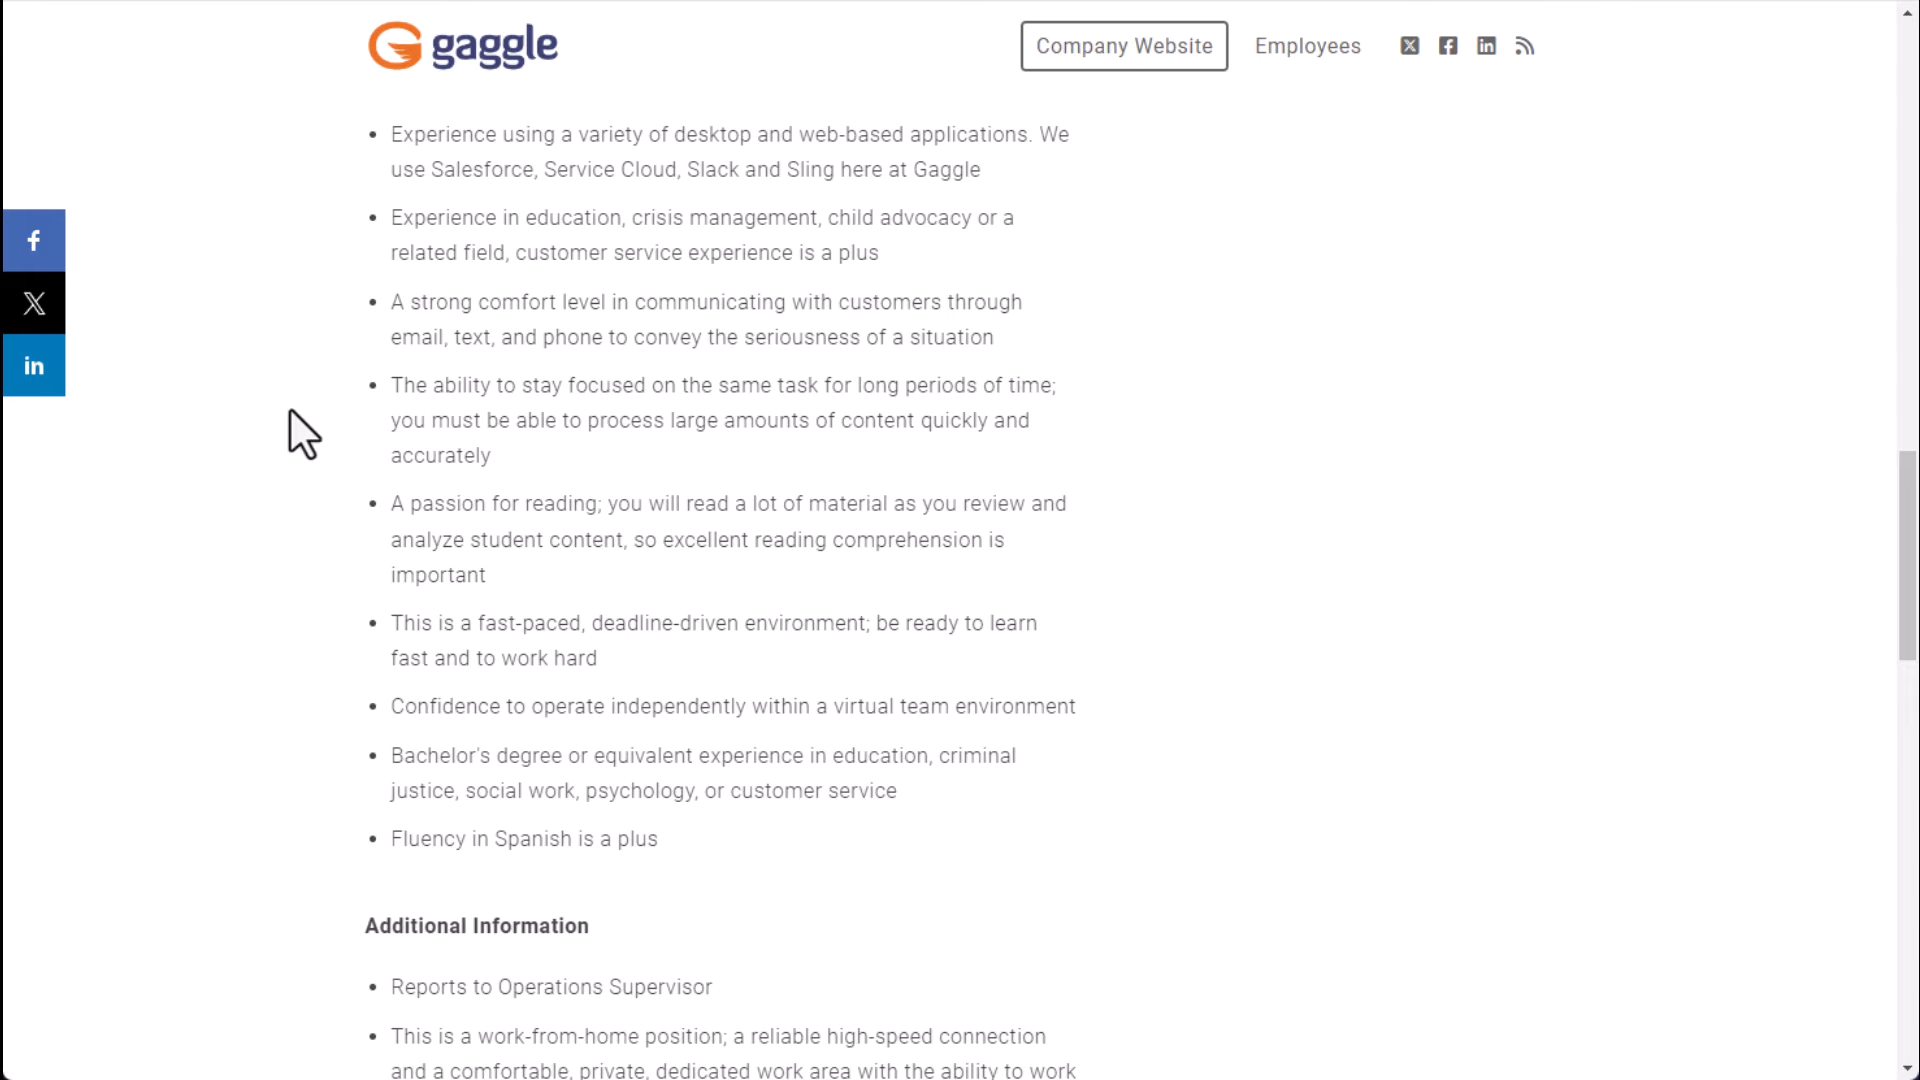 gaggle
Company Website
Employees
• Experience using a variety of desktop and web-based applications. We
use Salesforce, Service Cloud, Slack and Sling here at Gaggle
• Experience in education, crisis management, child advocacy or a
related field, customer service experience is a plus
• A strong comfort level in communicating with customers through
email, text, and phone to convey the seriousness of a situation
• The ability to stay focused on the same task for long periods of time;
you must be able to process large amounts of content quickly and
accurately
• A passion for reading; you will read a lot of material as you review and
analyze student content, so excellent reading comprehension is
important
• This is a fast-paced, deadline-driven environment; be ready to learn
fast and to work hard
• Confidence to operate independently within a virtual team environment
• Bachelor's degree or equivalent experience in education, criminal
justice, social work, psychology, or customer service
• Fluency in Spanish is a plus
Additional Information
• Reports to Operations Supervisor
• This is a work-from-home position; a reliable high-speed connection
and a comfortable, private, dedicated work area with the ability to work